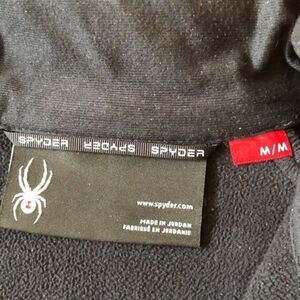 SPYDER SPYDER SPYDER
M/M
www.spyder.com
MADE IN JORDAN
FABRIQUÉ EN JORDANIE